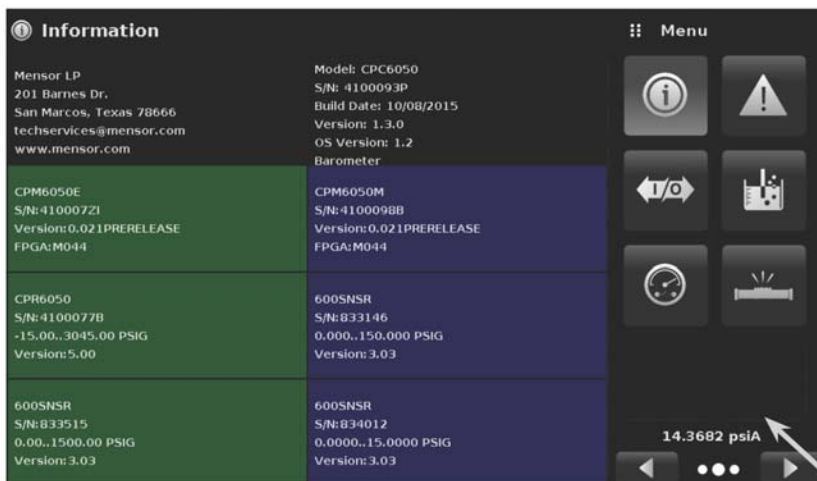 Information
Mensor LP
201 Barnes Dr.
San Marcos, Texas 78666
techservices@mensor.com
www.mensor.com
Model: CPC6050
S/N: 4100093P
Build Date: 10/08/2015
Version: 1.3.0
OS Version: 1.2
Barometer
CPM6050E
S/N:410007ZI
Version:0.021PRERELEASE
FPGA:M044
CPM6050M
S/N:4100098B
Version:0.021PRERELEASE
FPGA:M044
CPR6050
S/N:4100077B
-15.00..3045.00 PSIG
Version:5.00
600SNSR
S/N:833146
0.000..150.000 PSIG
Version:3.03
600SNSR
S/N:833515
0.00..1500.00 PSIG
Version:3.03
600SNSR
S/N:834012
0.0000..15.0000 PSIG
Version:3.03
Menu
I/O
14.3682 psiA